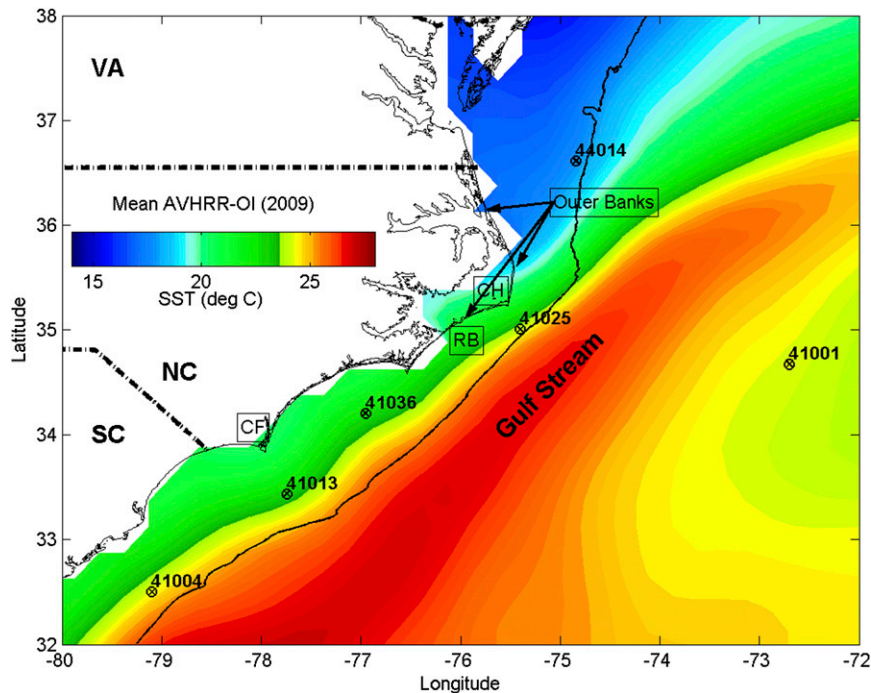 38
37
36
35
34
33
32
Latitude
VA
44014
Outer Banks
Mean AVHRR-OI (2009)
15 20 25
SST (deg C)
CH
41025
RB
Gulf Stream
41001
NC
41036
SC
CF
41013
41004
-80 -79 -78 -77 -76 -75 -74 -73 -72
Longitude